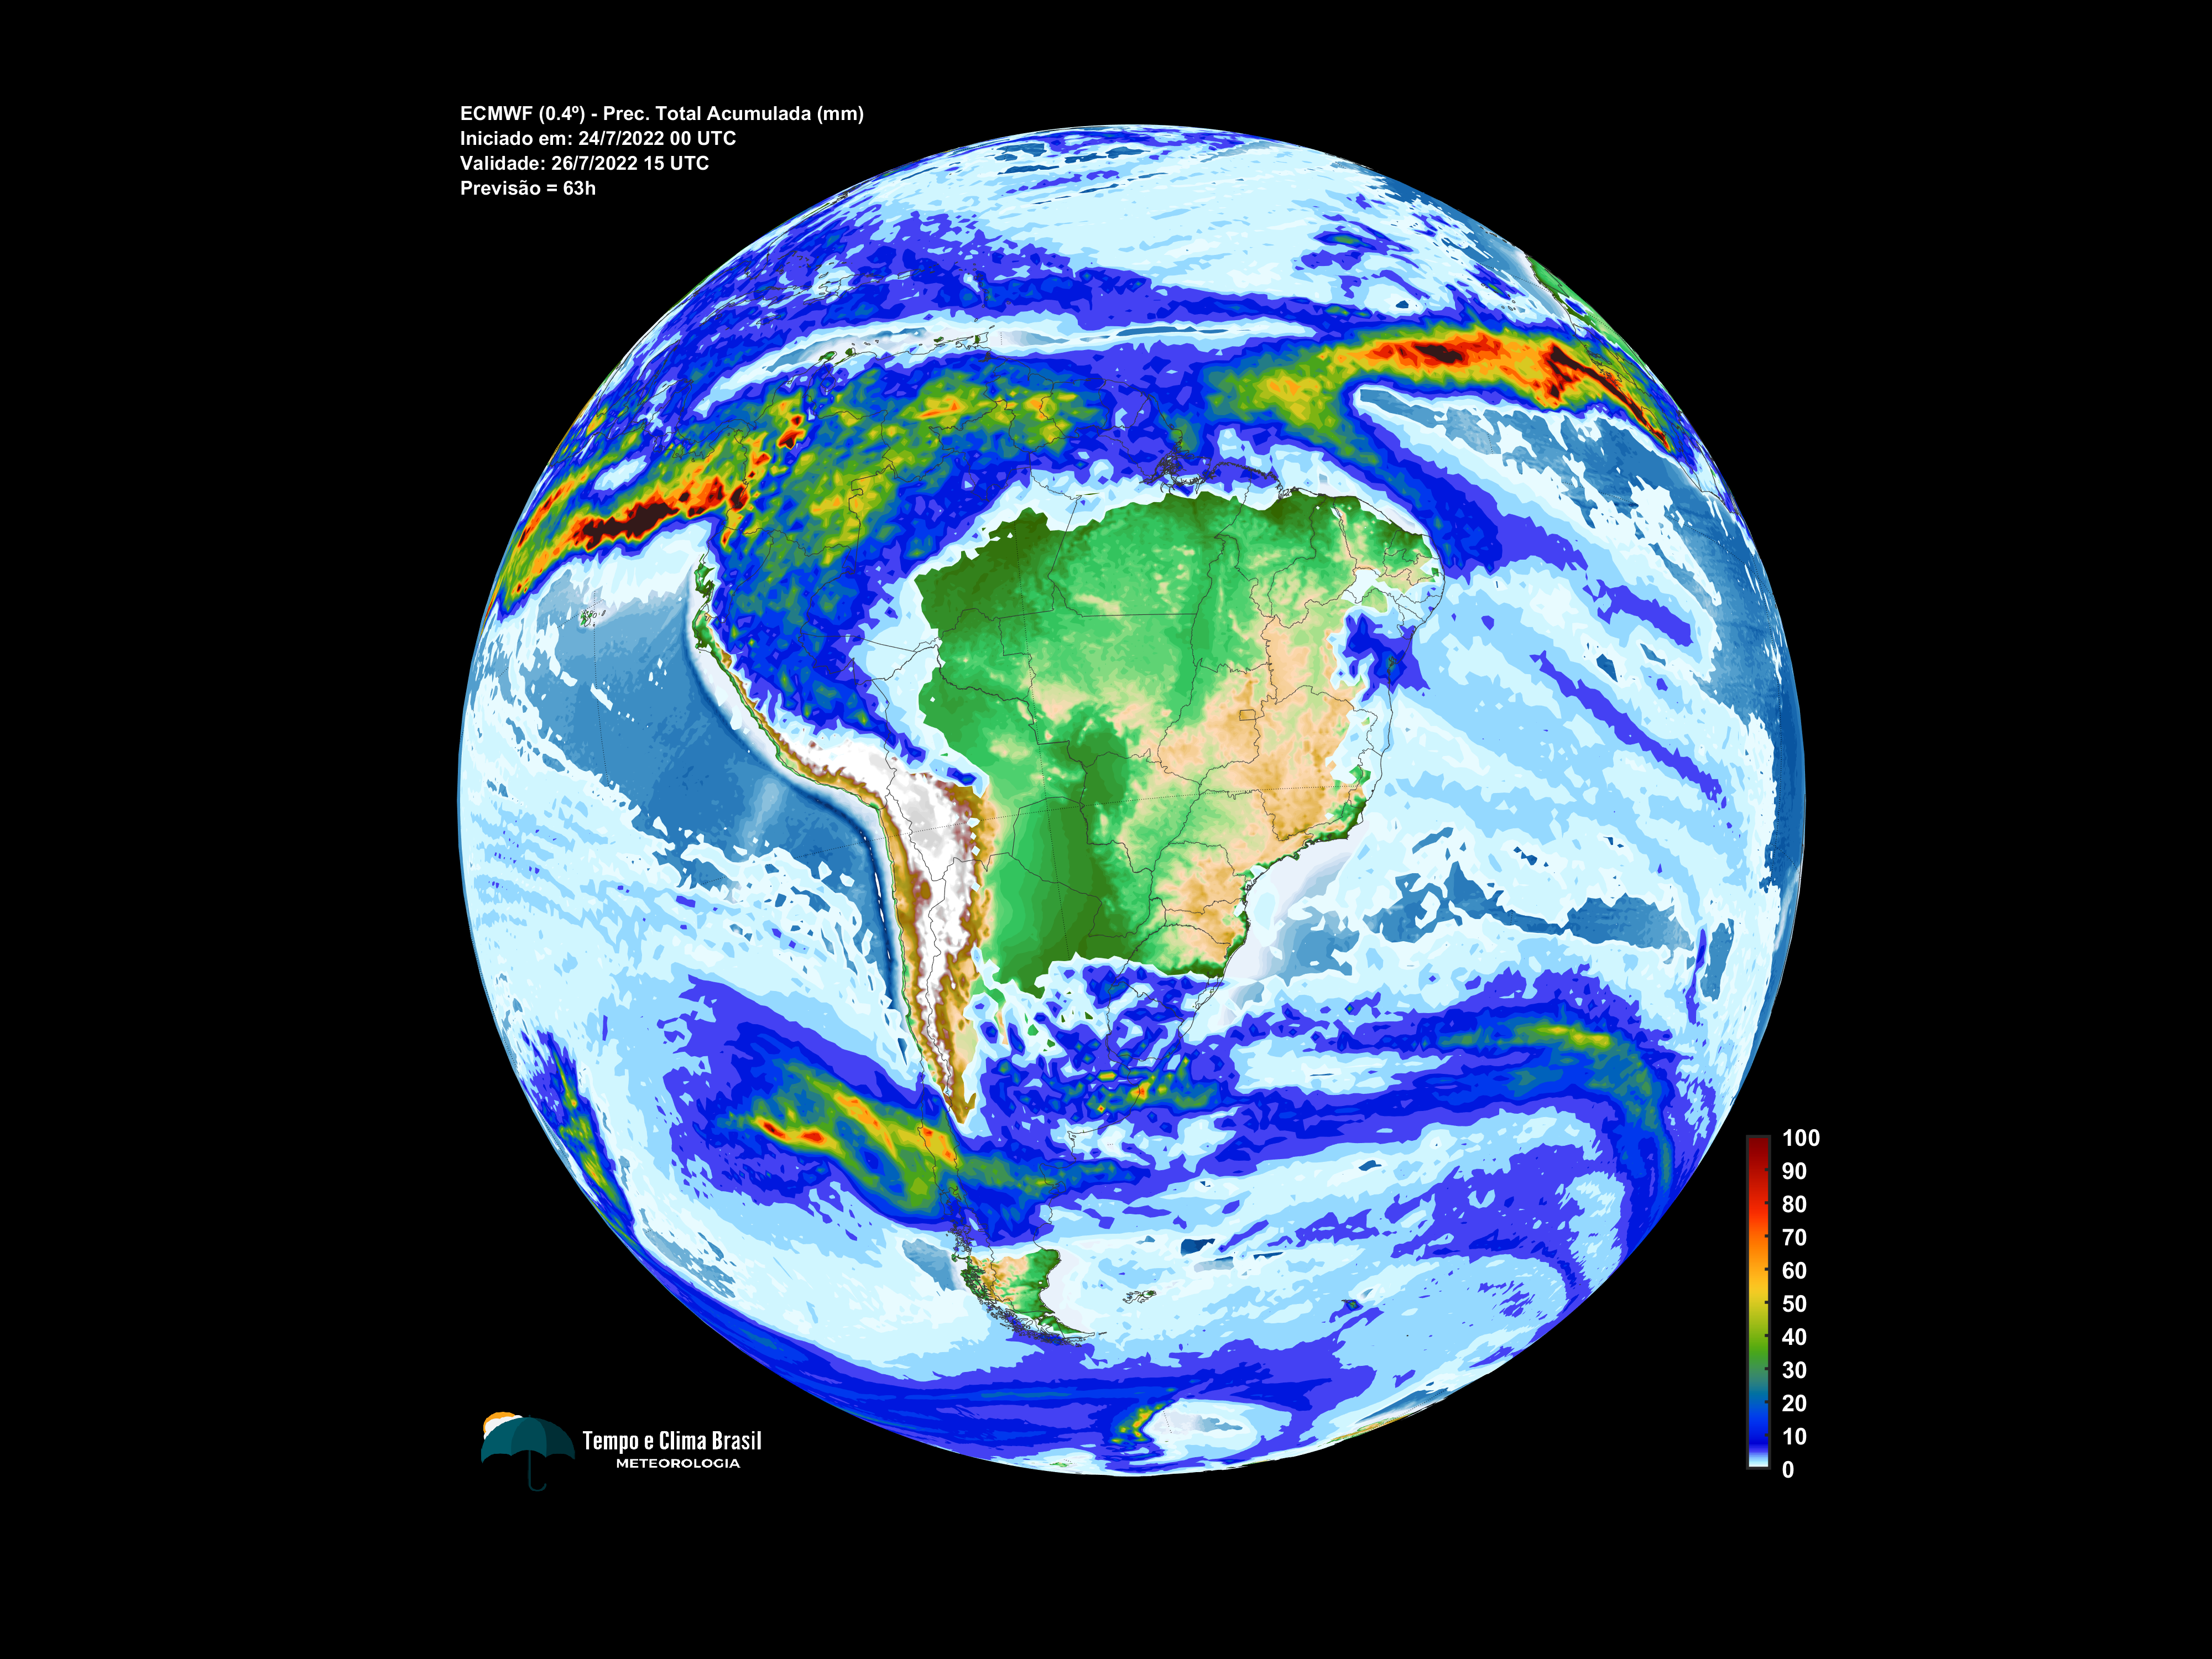 ECMWF (0.4º) - Prec. Total Acumulada (mm)
Iniciado em: 24/7/2022 00 UTC
Validade: 26/7/2022 15 UTC
Previsão = 63h
100
90
80
70
60
50
40
30
20
10
0
Tempo e Clima Brasil
METEOROLOGIA